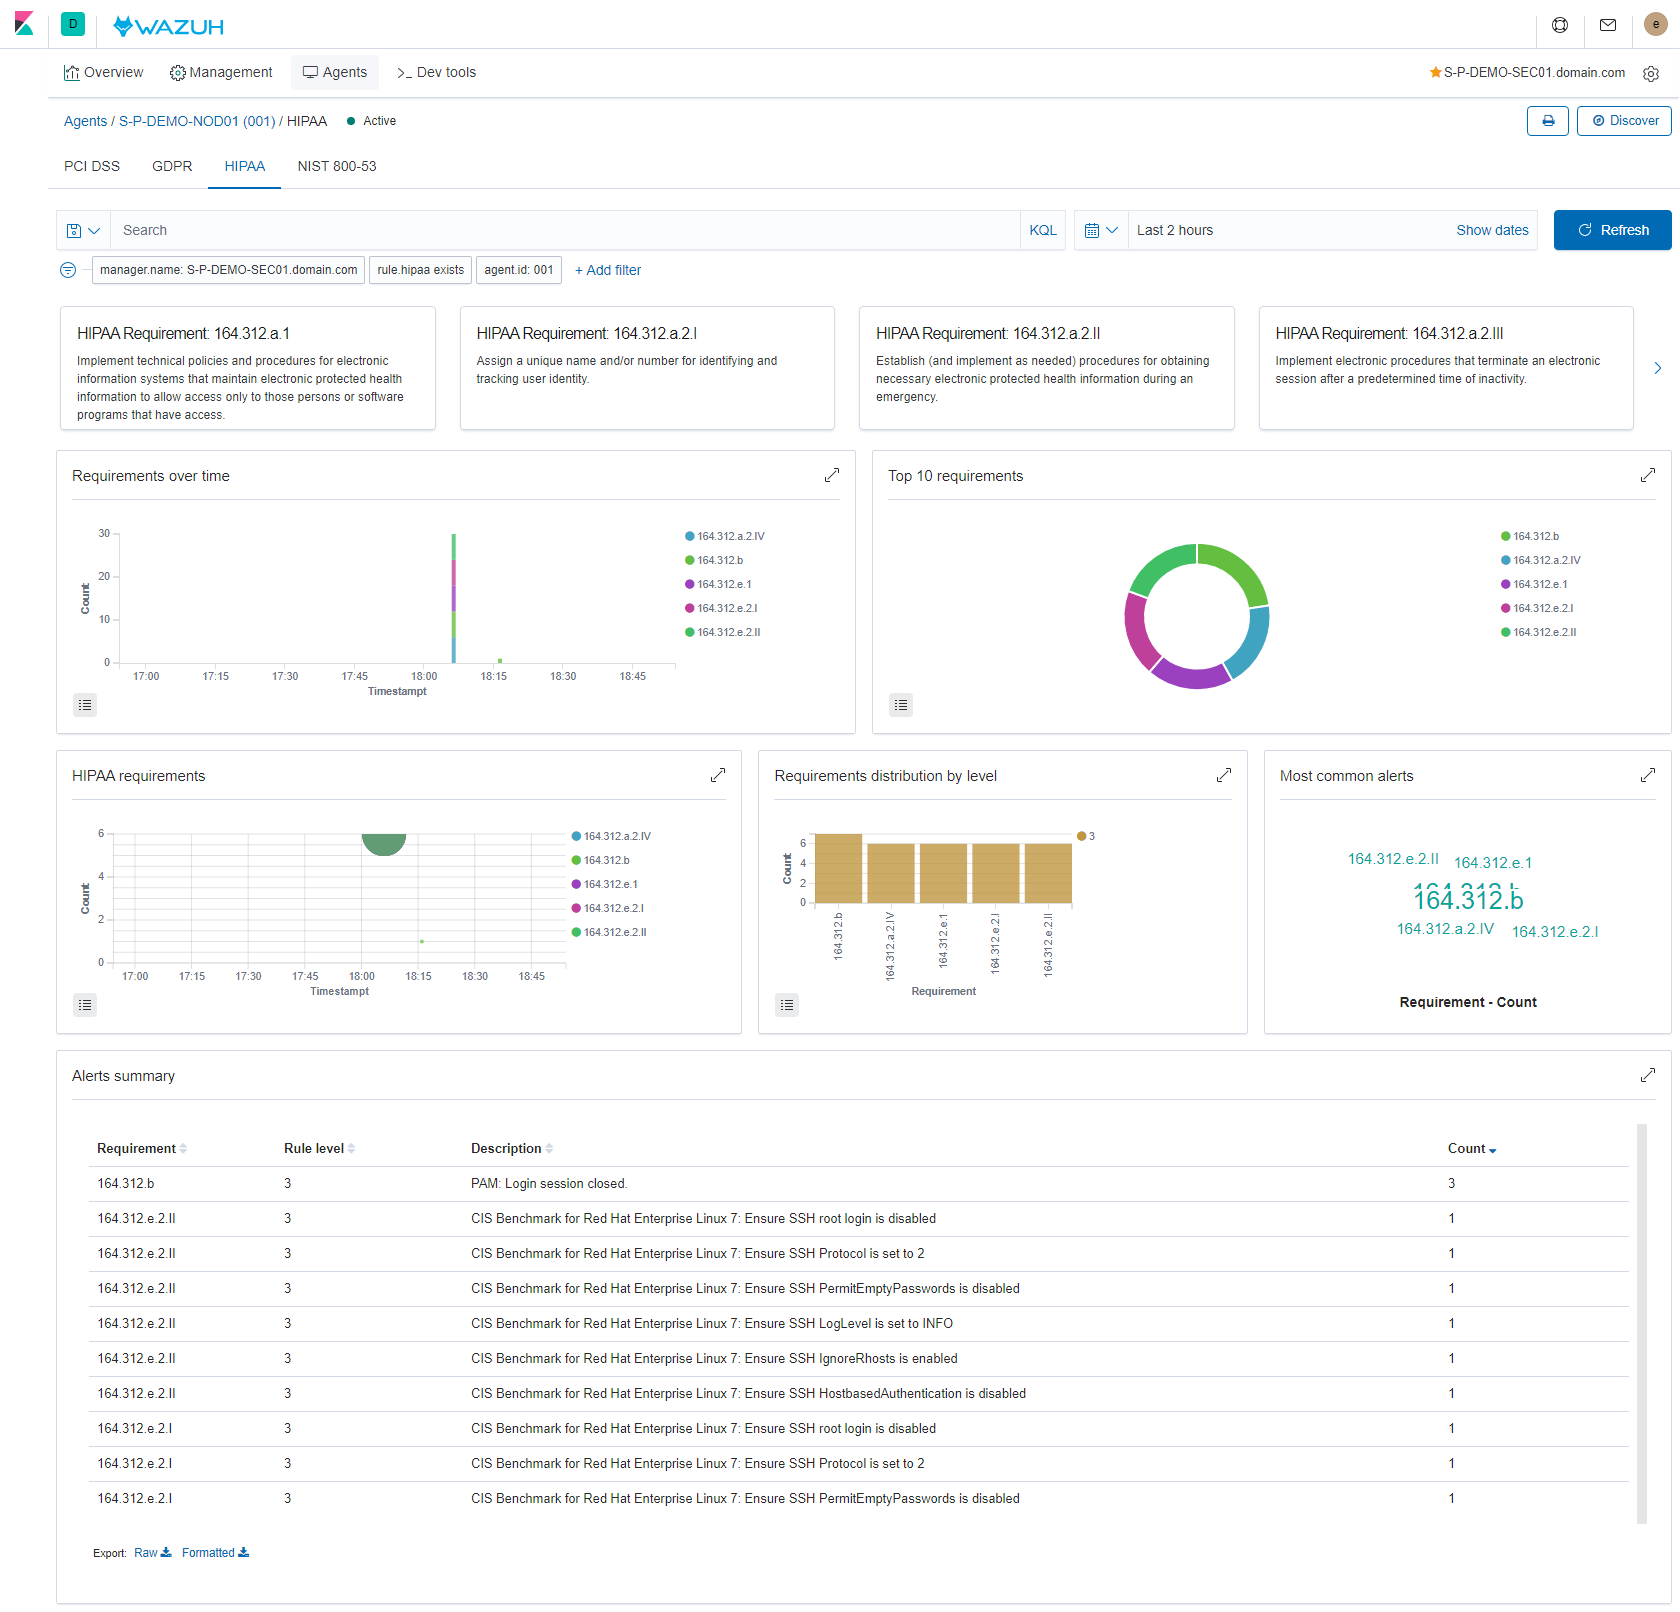 D
WAZUH
e
Overview
Management
Agents
>_ Dev tools
S-P-DEMO-SEC01.domain.com
Agents / S-P-DEMO-NOD01 (001) / HIPAA
Active
Discover
PCI DSS
GDPR
HIPAA
NIST 800-53
Search
KQL
Last 2 hours
Show dates
Refresh
manager.name: S-P-DEMO-SEC01.domain.com
rule.hipaa exists
agent.id: 001
+ Add filter
HIPAA Requirement: 164.312.a.1
Implement technical policies and procedures for electronic
information systems that maintain electronic protected health
information to allow access only to those persons or software
programs that have access.
HIPAA Requirement: 164.312.a.2.I
Assign a unique name and/or number for identifying and
tracking user identity.
HIPAA Requirement: 164.312.a.2.II
Establish (and implement as needed) procedures for obtaining
necessary electronic protected health information during an
emergency.
HIPAA Requirement: 164.312.a.2.III
Implement electronic procedures that terminate an electronic
session after a predetermined time of inactivity.
Requirements over time
30
20
10
0
Count
17:00
17:15
17:30
17:45
18:00
18:15
18:30
18:45
Timestampt
164.312.a.2.IV
164.312.b
164.312.e.1
164.312.e.2.I
164.312.e.2.II
Top 10 requirements
164.312.b
164.312.a.2.IV
164.312.e.1
164.312.e.2.I
164.312.e.2.II
HIPAA requirements
6
4
2
0
Count
17:00
17:15
17:30
17:45
18:00
18:15
18:30
18:45
Timestampt
164.312.a.2.IV
164.312.b
164.312.e.1
164.312.e.2.I
164.312.e.2.II
Requirements distribution by level
6
4
2
0
Count
164.312.b
164.312.a.2.IV
164.312.e.1
164.312.e.2.I
164.312.e.2.II
Requirement
3
Most common alerts
164.312.e.2.II
164.312.e.1
164.312.b
164.312.b
164.312.a.2.IV
164.312.e.2.I
Requirement - Count
Alerts summary
Requirement Rule level Description Count
164.312.b 3 PAM: Login session closed. 3
164.312.e.2.II 3 CIS Benchmark for Red Hat Enterprise Linux 7: Ensure SSH root login is disabled 1
164.312.e.2.II 3 CIS Benchmark for Red Hat Enterprise Linux 7: Ensure SSH Protocol is set to 2 1
164.312.e.2.II 3 CIS Benchmark for Red Hat Enterprise Linux 7: Ensure SSH PermitEmptyPasswords is disabled 1
164.312.e.2.II 3 CIS Benchmark for Red Hat Enterprise Linux 7: Ensure SSH LogLevel is set to INFO 1
164.312.e.2.II 3 CIS Benchmark for Red Hat Enterprise Linux 7: Ensure SSH IgnoreRhosts is enabled 1
164.312.e.2.II 3 CIS Benchmark for Red Hat Enterprise Linux 7: Ensure SSH HostbasedAuthentication is disabled 1
164.312.e.2.I 3 CIS Benchmark for Red Hat Enterprise Linux 7: Ensure SSH root login is disabled 1
164.312.e.2.I 3 CIS Benchmark for Red Hat Enterprise Linux 7: Ensure SSH Protocol is set to 2 1
164.312.e.2.I 3 CIS Benchmark for Red Hat Enterprise Linux 7: Ensure SSH PermitEmptyPasswords is disabled 1
Export: Raw Formatted